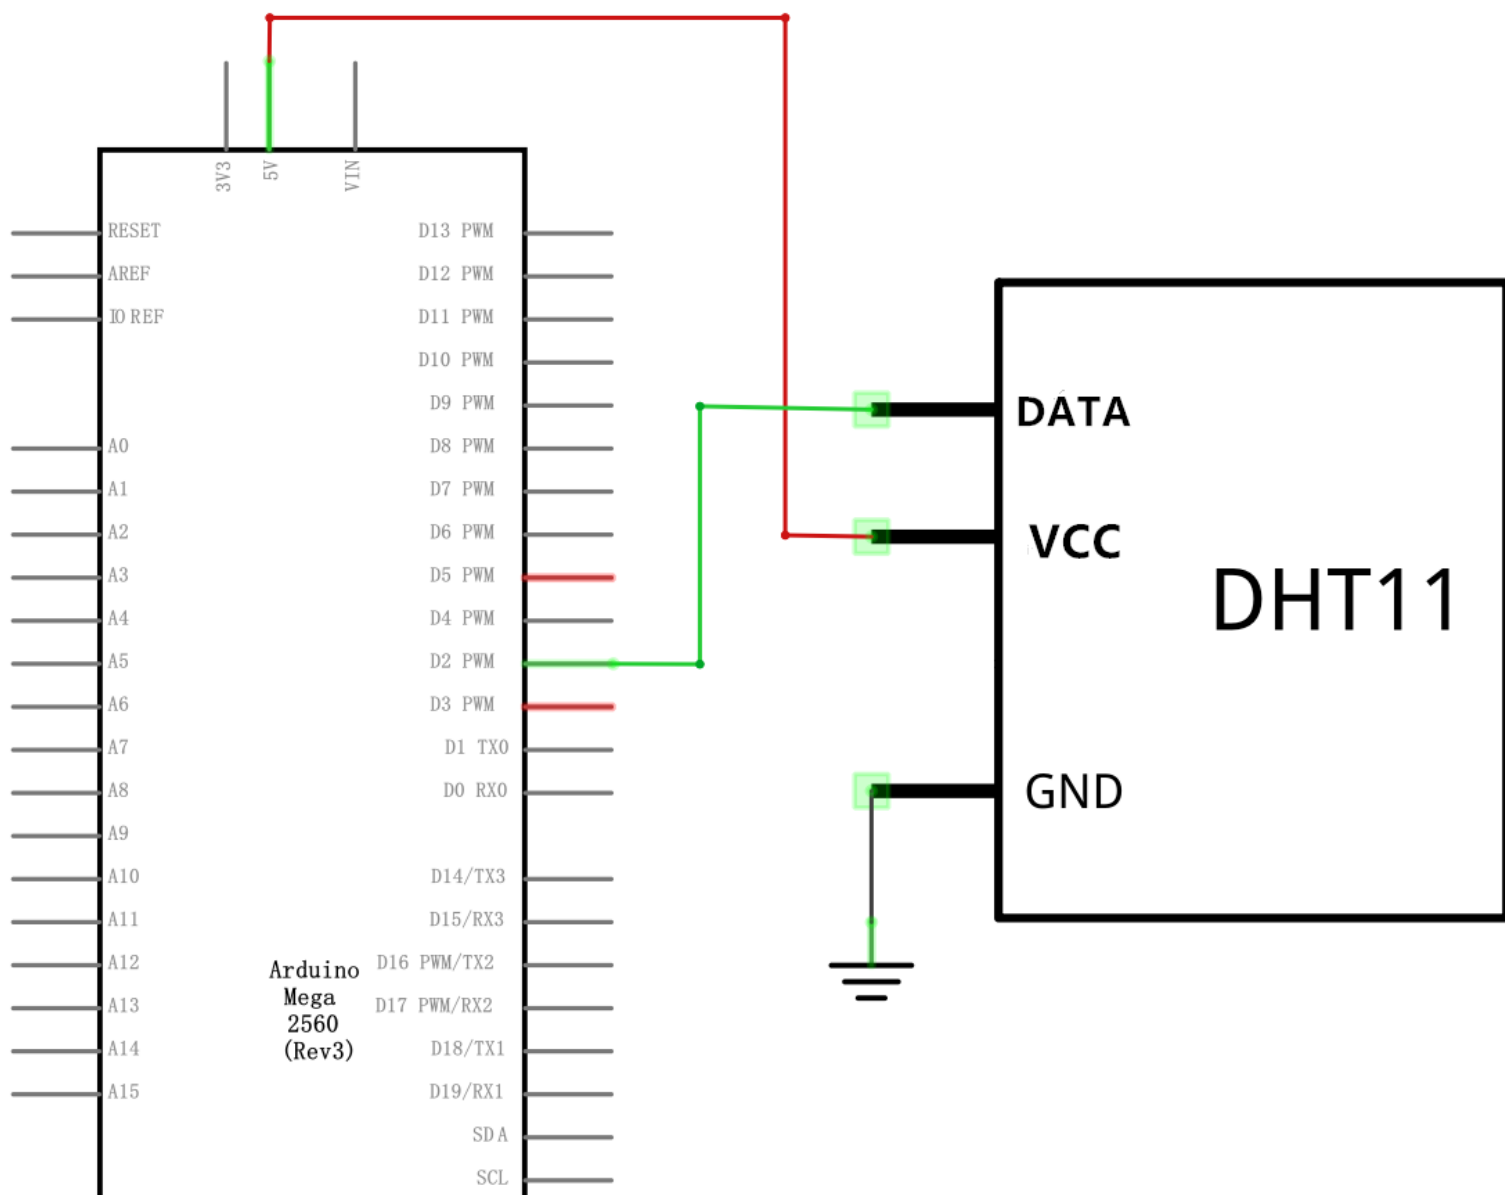 3V3 5V VIN
RESET
AREF
IO REF
A0
A1
A2
A3
A4
A5
A6
A7
A8
A9
A10
A11
A12
A13
A14
A15
D13 PWM
D12 PWM
D11 PWM
D10 PWM
D9 PWM
D8 PWM
D7 PWM
D6 PWM
D5 PWM
D4 PWM
D2 PWM
D3 PWM
D1 TX0
D0 RX0
D14/TX3
D15/RX3
D16 PWM/TX2
D17 PWM/RX2
D18/TX1
D19/RX1
SDA
SCL
Arduino
Mega
2560
(Rev3)
DATA
VCC
DHT11
GND